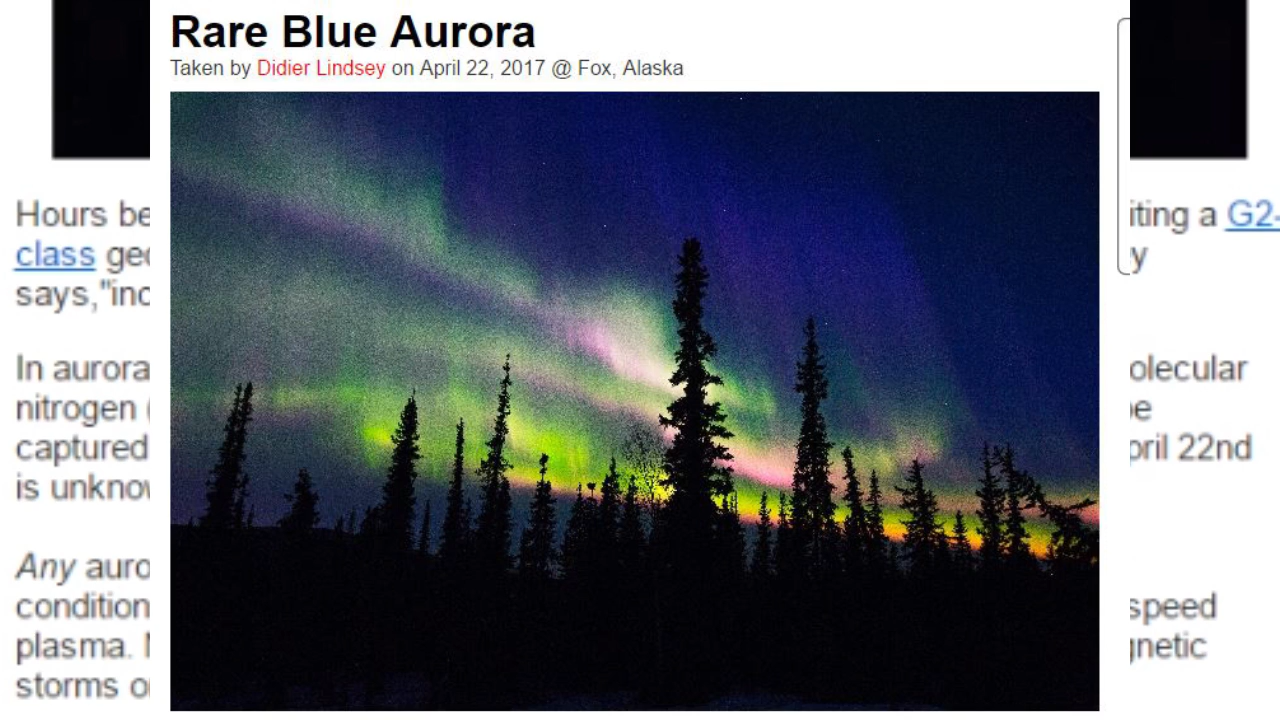 Rare Blue Aurora
Taken by Didier Lindsey on April 22, 2017 @ Fox, Alaska
Hours be
iting a G2-
class geo
y
says,"inc
In aurora
olecular
nitrogen
captured
pril 22nd
is unknow
Any auro
condition
speed
plasma.
gnetic
storms o